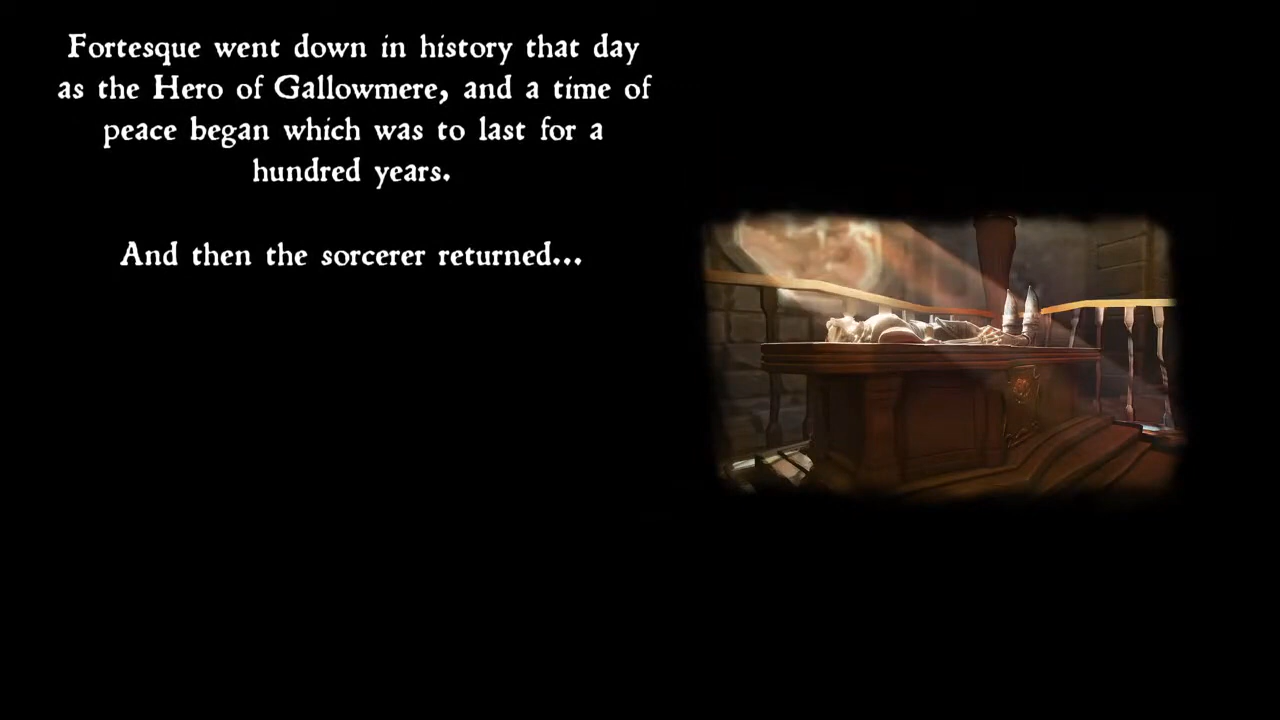 Fortesque went down in history that day
as the Hero of Gallowmere, and a time of
peace began which was to last for a
hundred years.
And then the sorcerer returned...